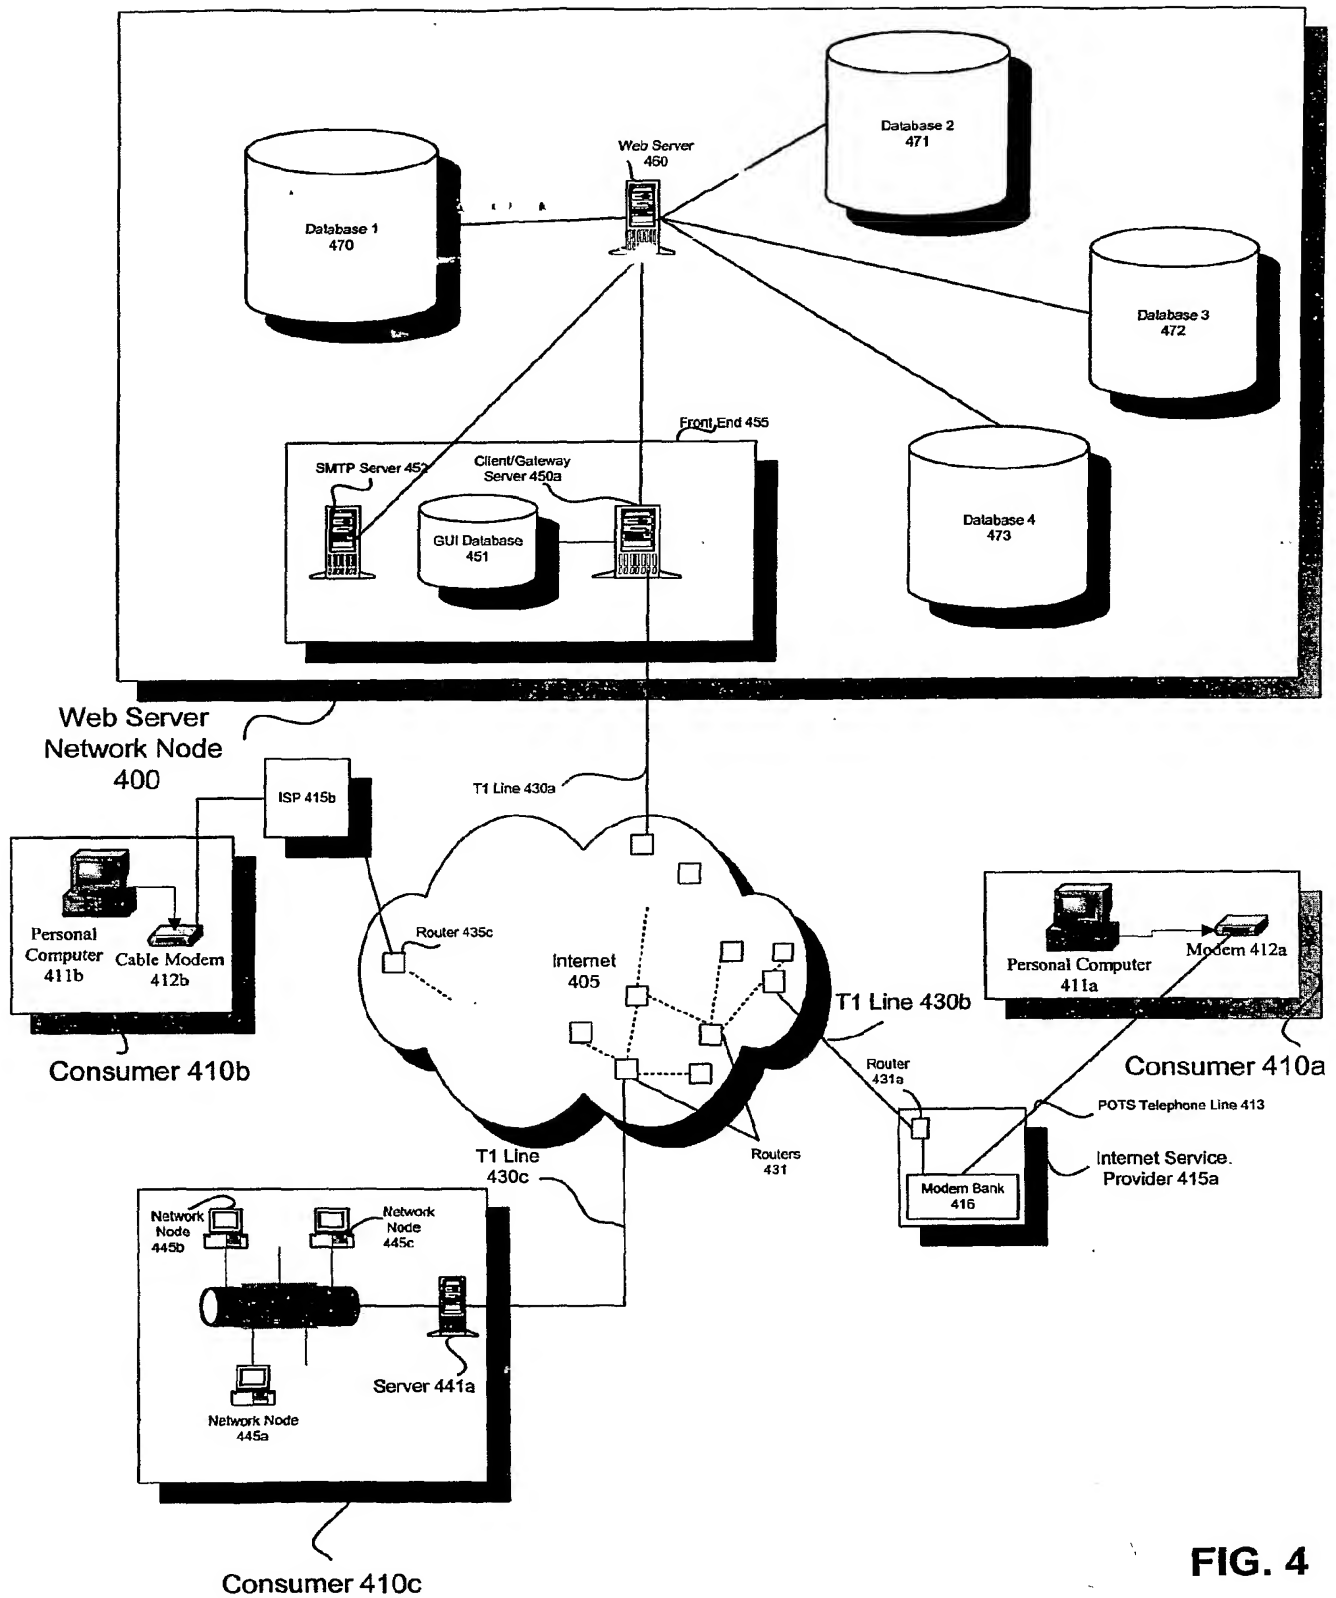 Database 2
471
Web Server
460
Database 1
470
Database 3
472
Front End 455
SMTP Server 452
Client/Gateway
Server 450a
GUI Database
451
Database 4
473
Web Server
Network Node
400
T1 Line 430a
ISP 415b
Personal
Computer
411b
Cable Modem
412b
Consumer 410b
Router 435c
Internet
405
T1 Line 430b
Personal Computer
411a
Modem 412a
Consumer 410a
Router
431a
POTS Telephone Line 413
Internet Service.
Provider 415a
Modem Bank
416
Routers
431
T1 Line
430c
Network
Node
445b
Network
Node
445c
Server 441a
Network Node
445a
Consumer 410c
FIG. 4